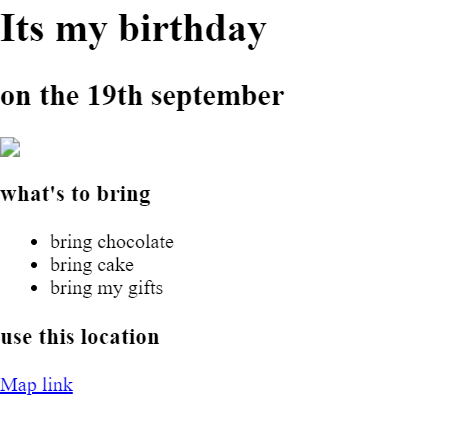 Its my birthday
on the 19th september
what's to bring
bring chocolate
bring cake
bring my gifts
use this location
Map link